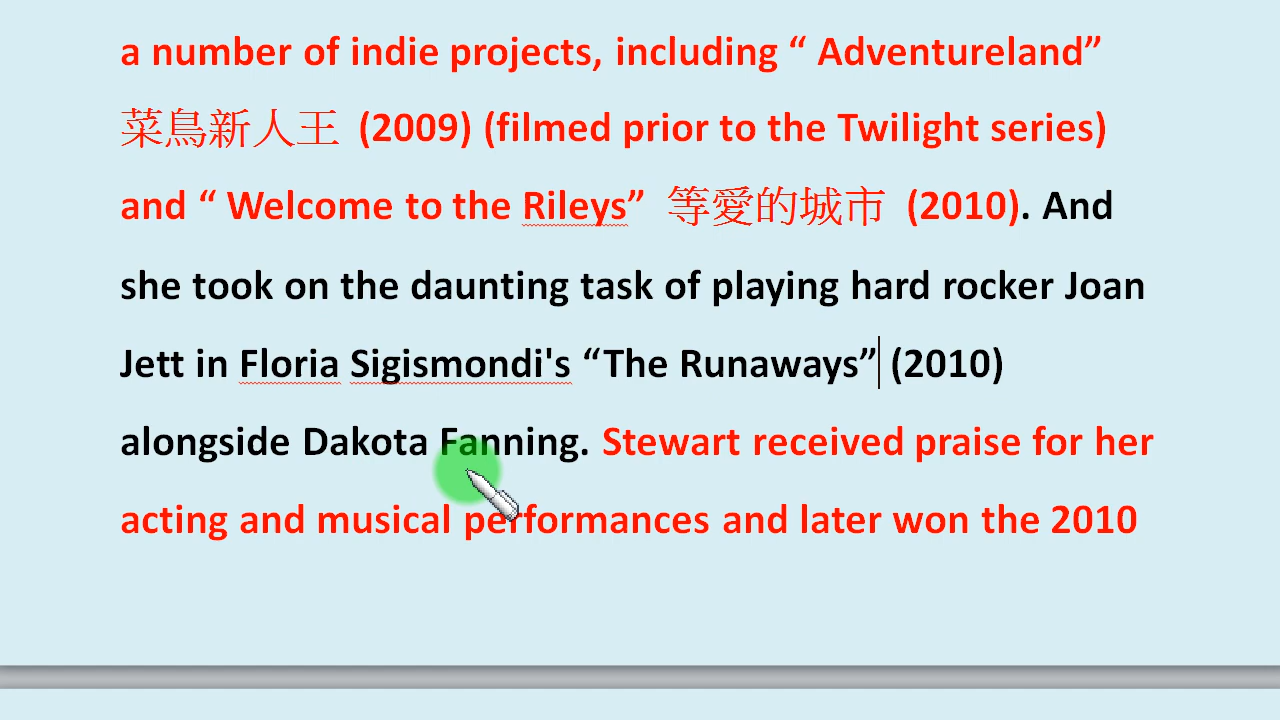 a number of indie projects, including “ Adventureland”
菜鳥新人王 (2009) (filmed prior to the Twilight series)
and “ Welcome to the Rileys” 等愛的城市 (2010). And
she took on the daunting task of playing hard rocker Joan
Jett in Floria Sigismondi's “The Runaways” (2010)
alongside Dakota Fanning. Stewart received praise for her
acting and musical performances and later won the 2010